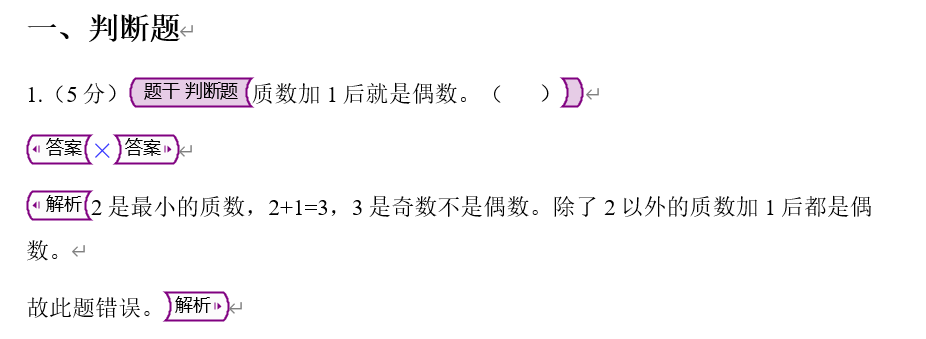 一、判断题
1.（5分）题干 判断题 质数加1后就是偶数。（ ）
答案 × 答案
解析 2是最小的质数，2+1=3，3是奇数不是偶数。除了2以外的质数加1后都是偶
数。
故此题错误。 解析